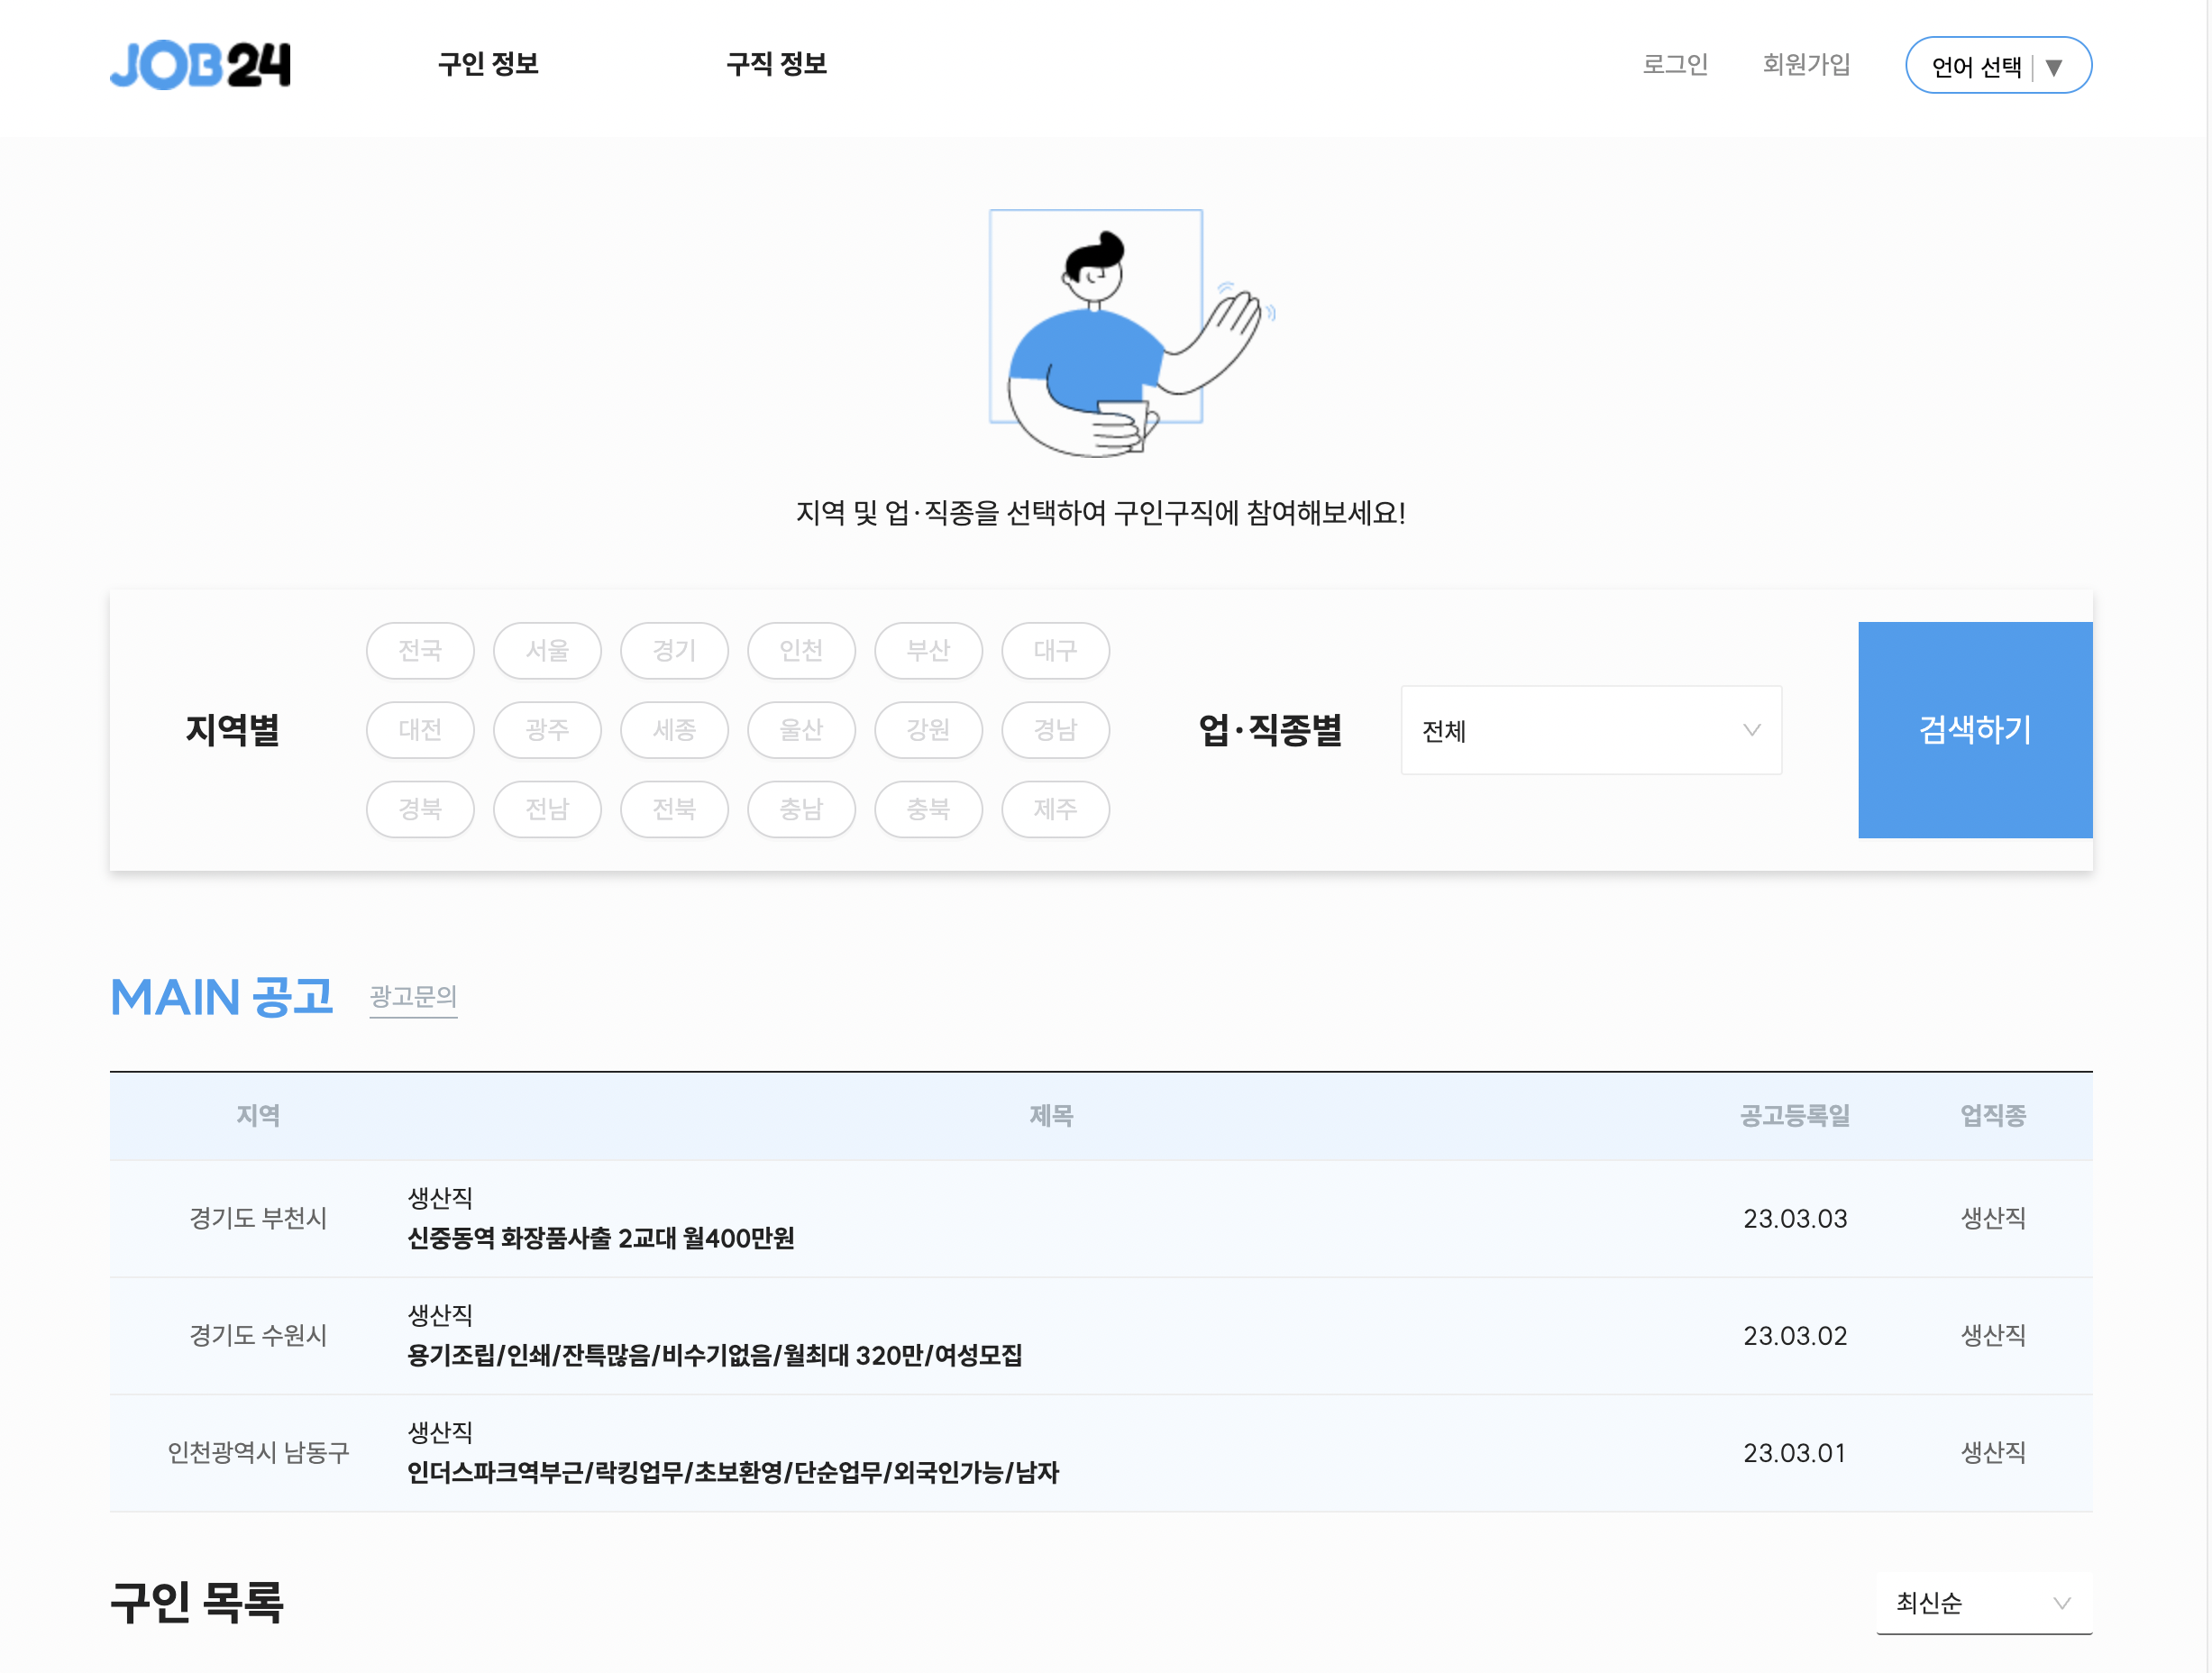 JOB24 구인 정보 구직 정보 로그인 회원가입 언어 선택 | ▼
지역 및 업·직종을 선택하여 구인구직에 참여해보세요!
전국 서울 경기 인천 부산 대구
지역별 대전 광주 세종 울산 강원 경남 업·직종별 전체 검색하기
경북 전남 전북 충남 충북 제주
MAIN 공고 광고문의
지역 제목 공고등록일 업직종
생산직
경기도 부천시 23.03.03 생산직
신중동역 화장품사출 2교대 월400만원
생산직
경기도 수원시 23.03.02 생산직
용기조립/인쇄/잔특많음/비수기없음/월최대 320만/여성모집
생산직
인천광역시 남동구 23.03.01 생산직
인더스파크역부근/락킹업무/초보환영/단순업무/외국인가능/남자
구인 목록 최신순